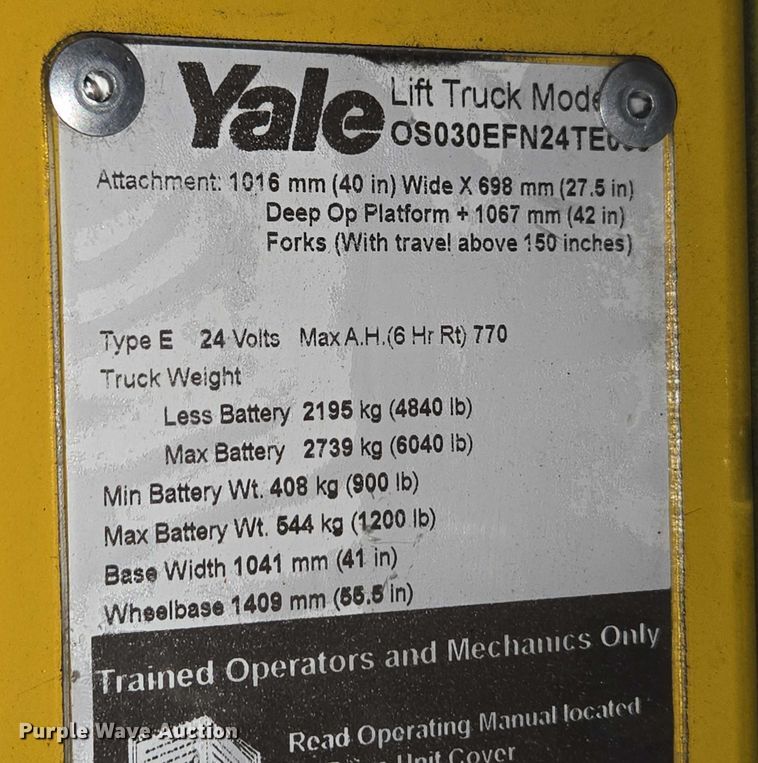 Yale
Lift Truck Mode
OS030EFN24TE0
Attachment: 1016 mm (40 in) Wide X 698 mm (27.5 in)
Deep Op Platform + 1067 mm (42 in)
Forks (With travel above 150 inches)
Type E 24 Volts Max A.H.(6 Hr Rt) 770
Truck Weight
Less Battery 2195 kg (4840 lb)
Max Battery 2739 kg (6040 lb)
Min Battery Wt. 408 kg (900 lb)
Max Battery Wt. 544 kg (1200 lb)
Base Width 1041 mm (41 in)
Wheelbase 1409 mm (55.5 in)
Trained Operators and Mechanics Only
Read Operating Manual located
Unit Cover
Purple Wave Auction